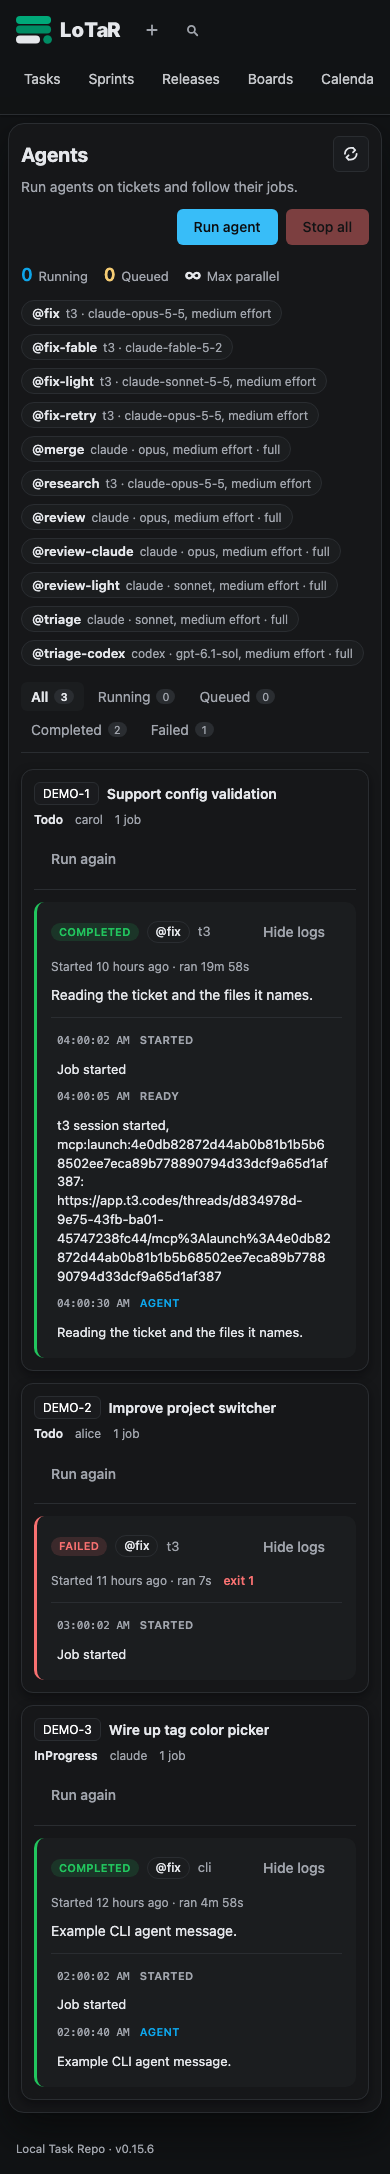 LoTaR
Tasks Sprints Releases Boards Calenda
Agents
Run agents on tickets and follow their jobs.
Run agent Stop all
0 Running 0 Queued ∞ Max parallel
@fix t3 · claude-opus-5-5, medium effort
@fix-fable t3 · claude-fable-5-2
@fix-light t3 · claude-sonnet-5-5, medium effort
@fix-retry t3 · claude-opus-5-5, medium effort
@merge claude · opus, medium effort · full
@research t3 · claude-opus-5-5, medium effort
@review claude · opus, medium effort · full
@review-claude claude · opus, medium effort · full
@review-light claude · sonnet, medium effort · full
@triage claude · sonnet, medium effort · full
@triage-codex codex · gpt-6.1-sol, medium effort · full
All 3 Running 0 Queued 0
Completed 2 Failed 1
DEMO-1 Support config validation
Todo carol 1 job
Run again
COMPLETED @fix t3 Hide logs
Started 10 hours ago · ran 19m 58s
Reading the ticket and the files it names.
04:00:02 AM STARTED
Job started
04:00:05 AM READY
t3 session started,
mcp:launch:4e0db82872d44ab0b81b1b5b6
8502ee7eca89b778890794d33dcf9a65d1af
387:
https://app.t3.codes/threads/d834978d-
9e75-43fb-ba01-
45747238fc44/mcp%3Alaunch%3A4e0db82
872d44ab0b81b1b5b68502ee7eca89b7788
90794d33dcf9a65d1af387
04:00:30 AM AGENT
Reading the ticket and the files it names.
DEMO-2 Improve project switcher
Todo alice 1 job
Run again
FAILED @fix t3 Hide logs
Started 11 hours ago · ran 7s exit 1
03:00:02 AM STARTED
Job started
DEMO-3 Wire up tag color picker
InProgress claude 1 job
Run again
COMPLETED @fix cli Hide logs
Started 12 hours ago · ran 4m 58s
Example CLI agent message.
02:00:02 AM STARTED
Job started
02:00:40 AM AGENT
Example CLI agent message.
Local Task Repo · v0.15.6